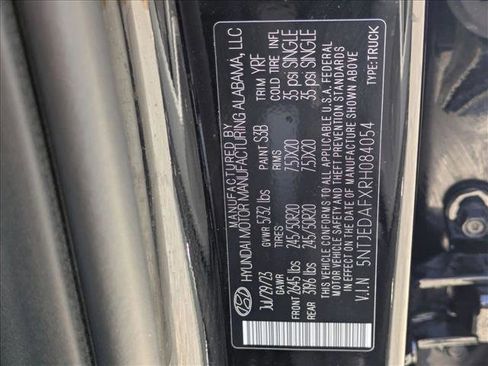 MANUFACTURED BY
HYUNDAI MOTOR MANUFACTURING ALABAMA, LLC
JUL/29/23 GVWR 5732 lbs PAINT S3B TRIM YRF
GAWR TIRES RIMS COLD TIRE INFL
FRONT 2645 lbs 245/50R20 7.5JX20 35 psi SINGLE
REAR 3196 lbs 245/50R20 7.5JX20 35 psi SINGLE
THIS VEHICLE CONFORMS TO ALL APPLICABLE U.S.A. FEDERAL
MOTOR VEHICLE SAFETY AND THEFT PREVENTION STANDARDS
IN EFFECT ON THE DATE OF MANUFACTURE SHOWN ABOVE
V.I.N 5NTJEDAFXRH084054 TYPE:TRUCK